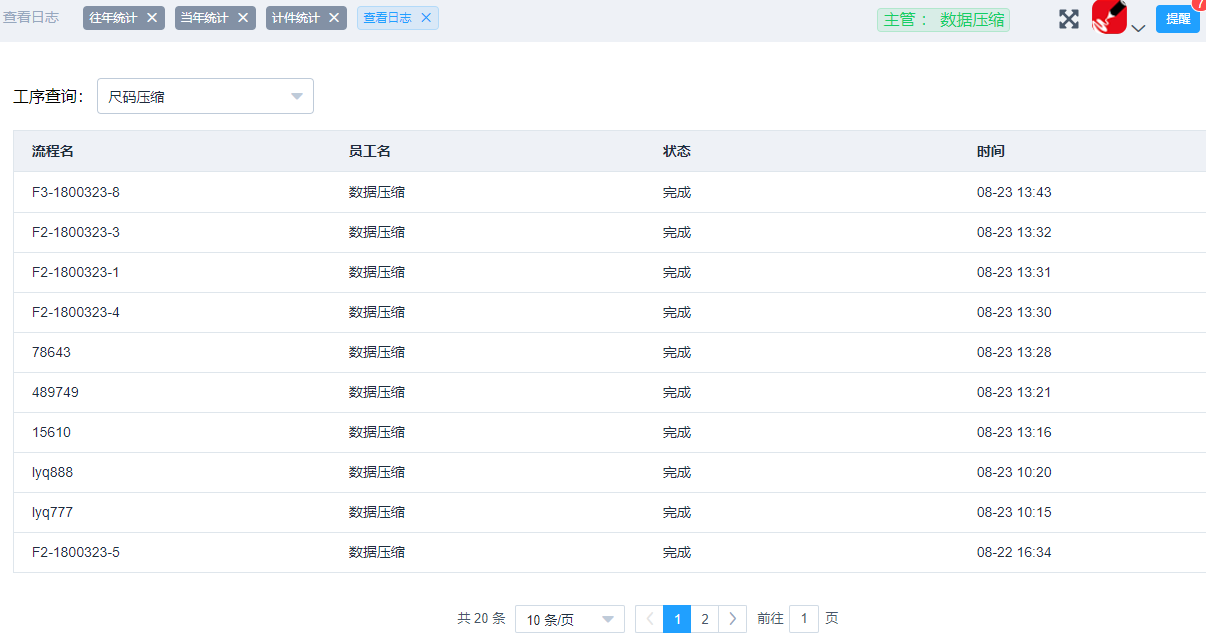 查看日志 往年统计 当年统计 计件统计 查看日志 主管： 数据压缩 提醒 7
工序查询： 尺码压缩
流程名 员工名 状态 时间
F3-1800323-8 数据压缩 完成 08-23 13:43
F2-1800323-3 数据压缩 完成 08-23 13:32
F2-1800323-1 数据压缩 完成 08-23 13:31
F2-1800323-4 数据压缩 完成 08-23 13:30
78643 数据压缩 完成 08-23 13:28
489749 数据压缩 完成 08-23 13:21
15610 数据压缩 完成 08-23 13:16
lyq888 数据压缩 完成 08-23 10:20
lyq777 数据压缩 完成 08-23 10:15
F2-1800323-5 数据压缩 完成 08-22 16:34
共 20 条 10 条/页 1 2 前往 1 页